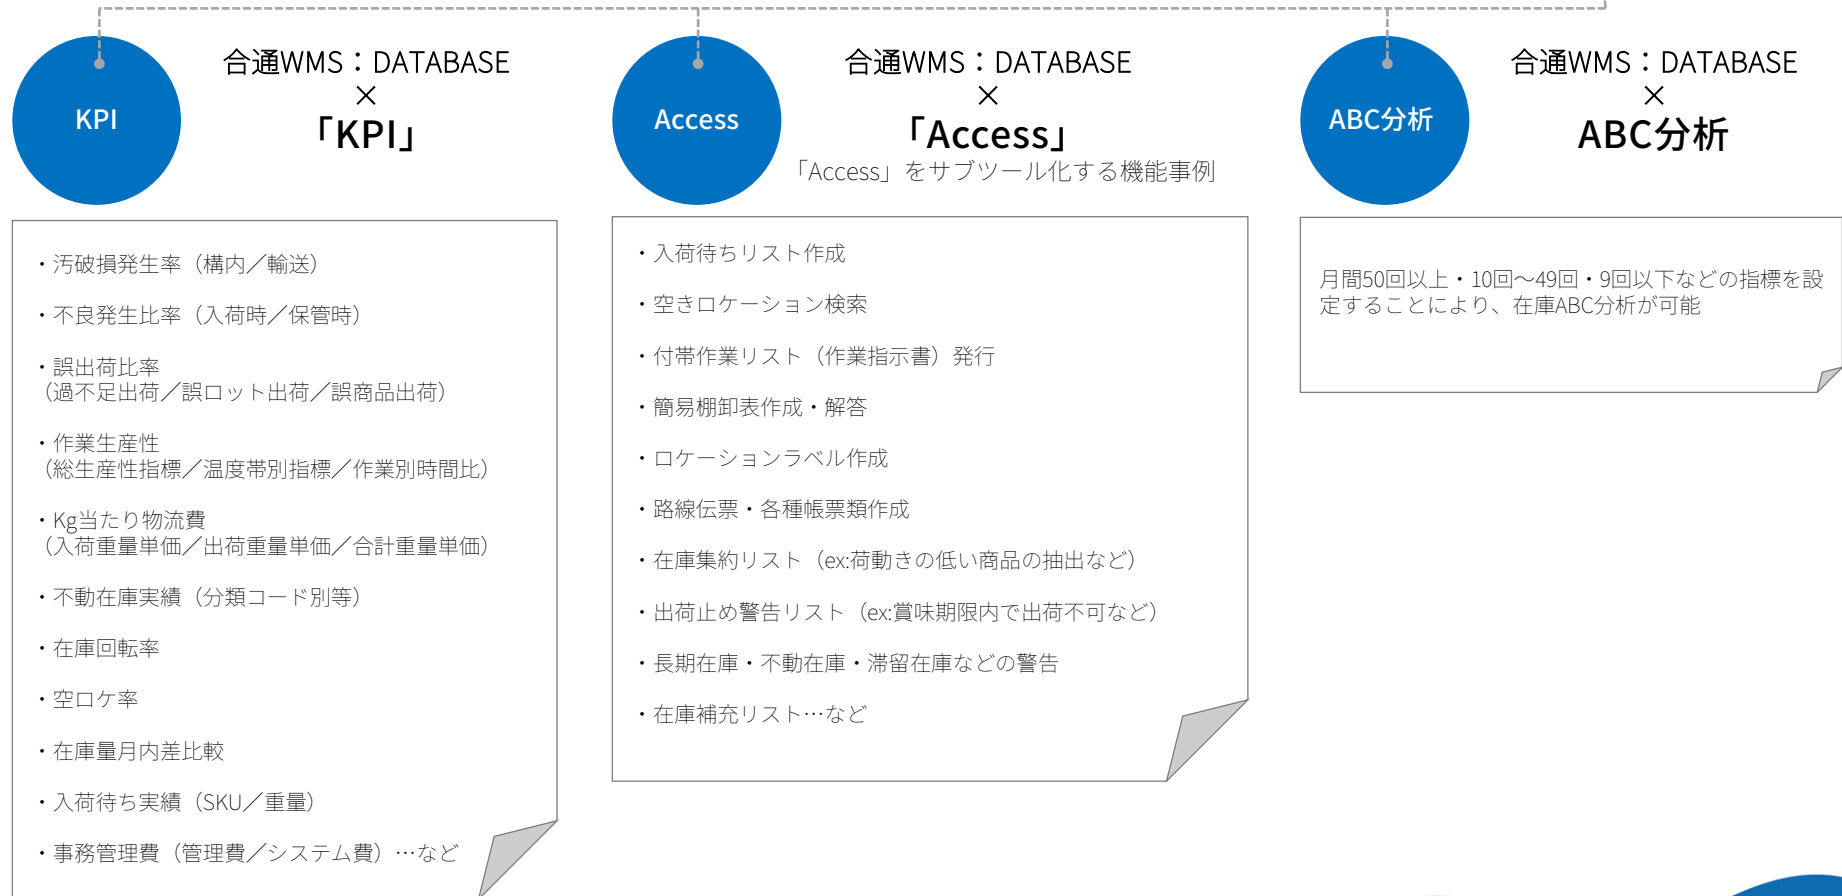 KPI
合通WMS：DATABASE
×
「KPI」
・汚破損発生率（構内／輸送）
・不良発生比率（入荷時／保管時）
・誤出荷比率
（過不足出荷／誤ロット出荷／誤商品出荷）
・作業生産性
（総生産性指標／温度帯別指標／作業別時間比）
・Kg当たり物流費
（入荷重量単価／出荷重量単価／合計重量単価）
・不動在庫実績（分類コード別等）
・在庫回転率
・空ロケ率
・在庫量月内差比較
・入荷待ち実績（SKU／重量）
・事務管理費（管理費／システム費）…など
Access
合通WMS：DATABASE
×
「Access」
「Access」をサブツール化する機能事例
・入荷待ちリスト作成
・空きロケーション検索
・付帯作業リスト（作業指示書）発行
・簡易棚卸表作成・解答
・ロケーションラベル作成
・路線伝票・各種帳票類作成
・在庫集約リスト（ex:荷動きの低い商品の抽出など）
・出荷止め警告リスト（ex:賞味期限内で出荷不可など）
・長期在庫・不動在庫・滞留在庫などの警告
・在庫補充リスト…など
ABC分析
合通WMS：DATABASE
×
ABC分析
月間50回以上・10回～49回・9回以下などの指標を設
定することにより、在庫ABC分析が可能